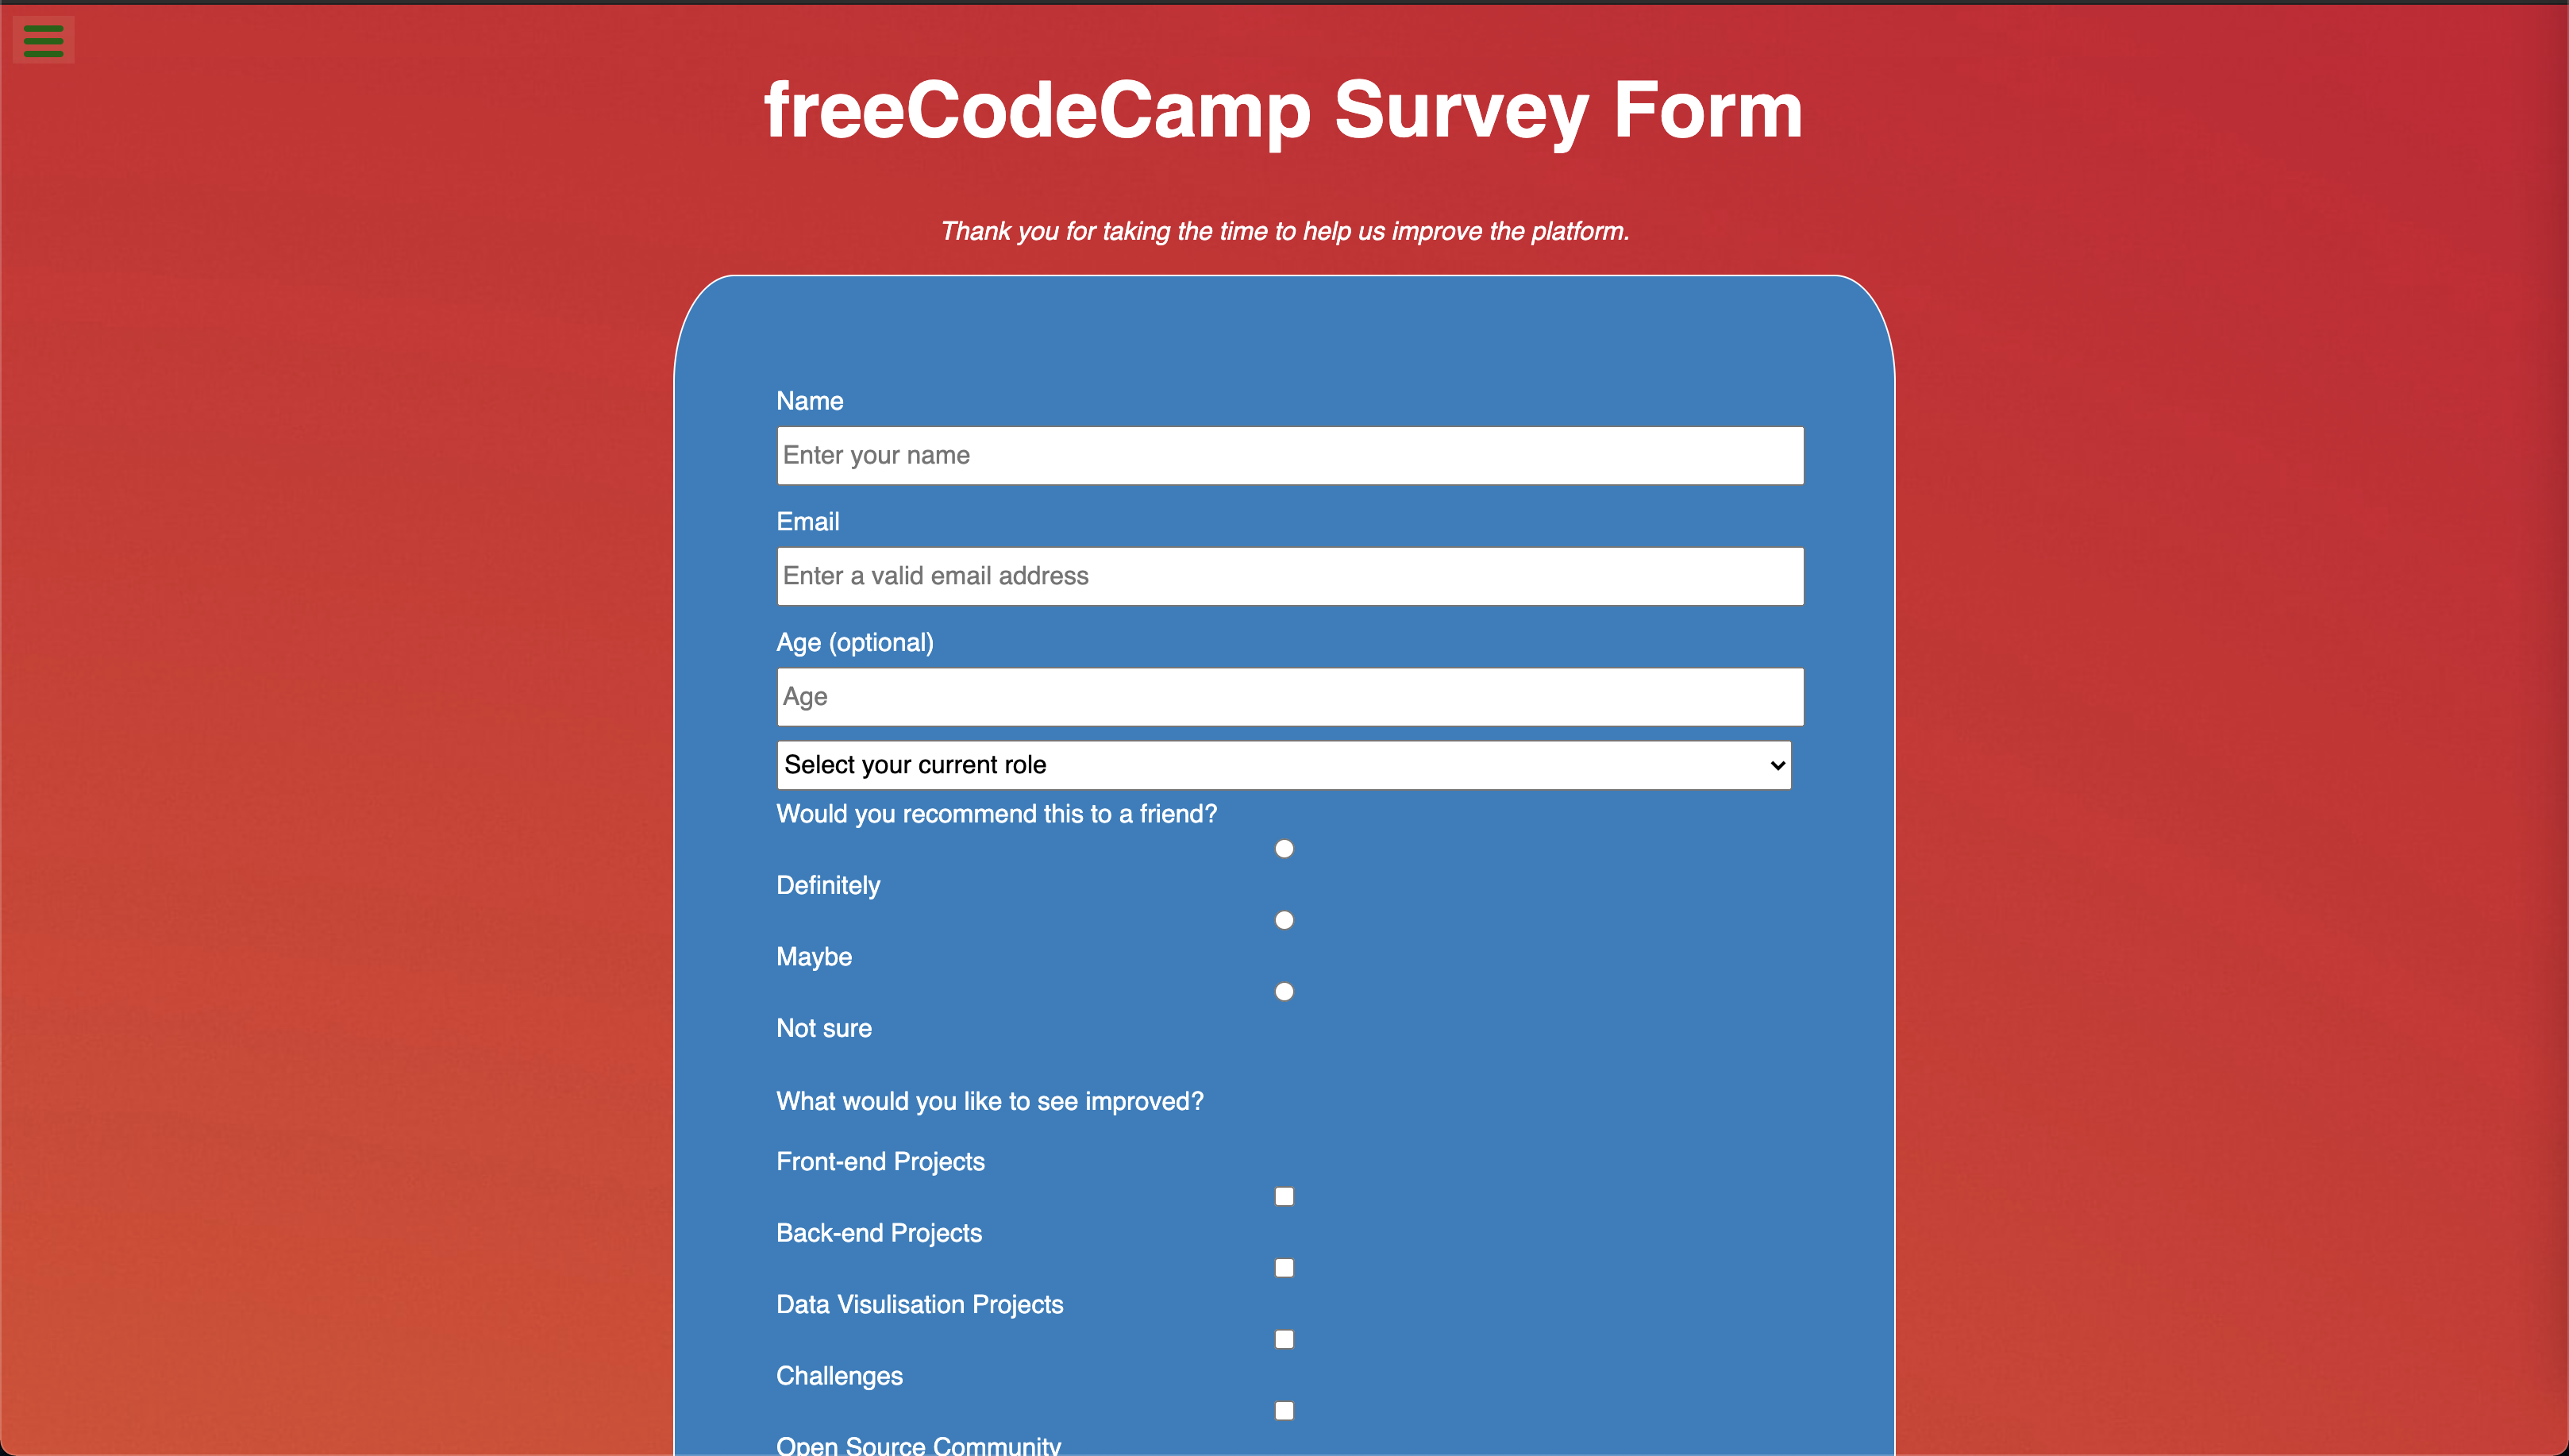 freeCodeCamp Survey Form
Thank you for taking the time to help us improve the platform.
Name
Enter your name
Email
Enter a valid email address
Age (optional)
Age
Select your current role
Would you recommend this to a friend?
Definitely
Maybe
Not sure
What would you like to see improved?
Front-end Projects
Back-end Projects
Data Visulisation Projects
Challenges
Open Source Community